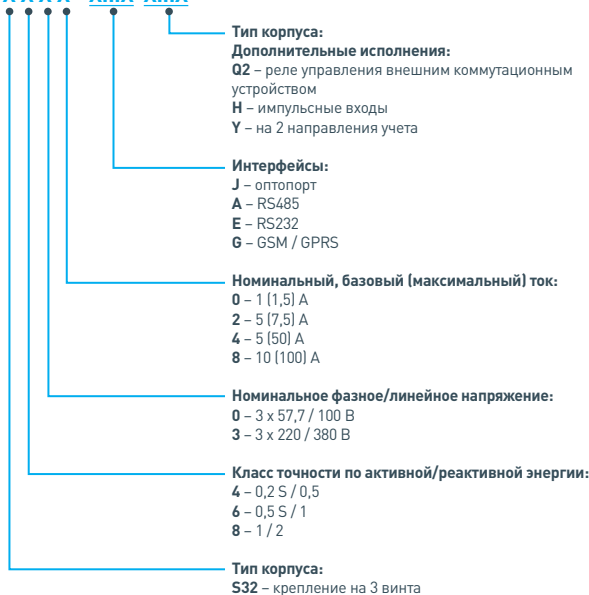 Тип корпуса:
Дополнительные исполнения:
Q2 – реле управления внешним коммутационным
устройством
H – импульсные входы
Y – на 2 направления учета
Интерфейсы:
J – оптопорт
A – RS485
E – RS232
G – GSM / GPRS
Номинальный, базовый (максимальный) ток:
0 – 1 (1,5) А
2 – 5 (7,5) А
4 – 5 (50) А
8 – 10 (100) А
Номинальное фазное/линейное напряжение:
0 – 3 x 57,7 / 100 В
3 – 3 x 220 / 380 В
Класс точности по активной/реактивной энергии:
4 – 0,2 S / 0,5
6 – 0,5 S / 1
8 – 1 / 2
Тип корпуса:
S32 – крепление на 3 винта